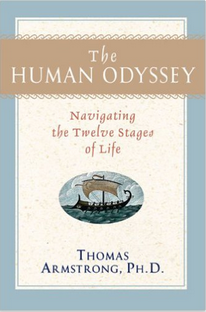 The
HUMAN ODYSSEY
Navigating
the Twelve Stages
of Life
THOMAS
ARMSTRONG, PH.D.